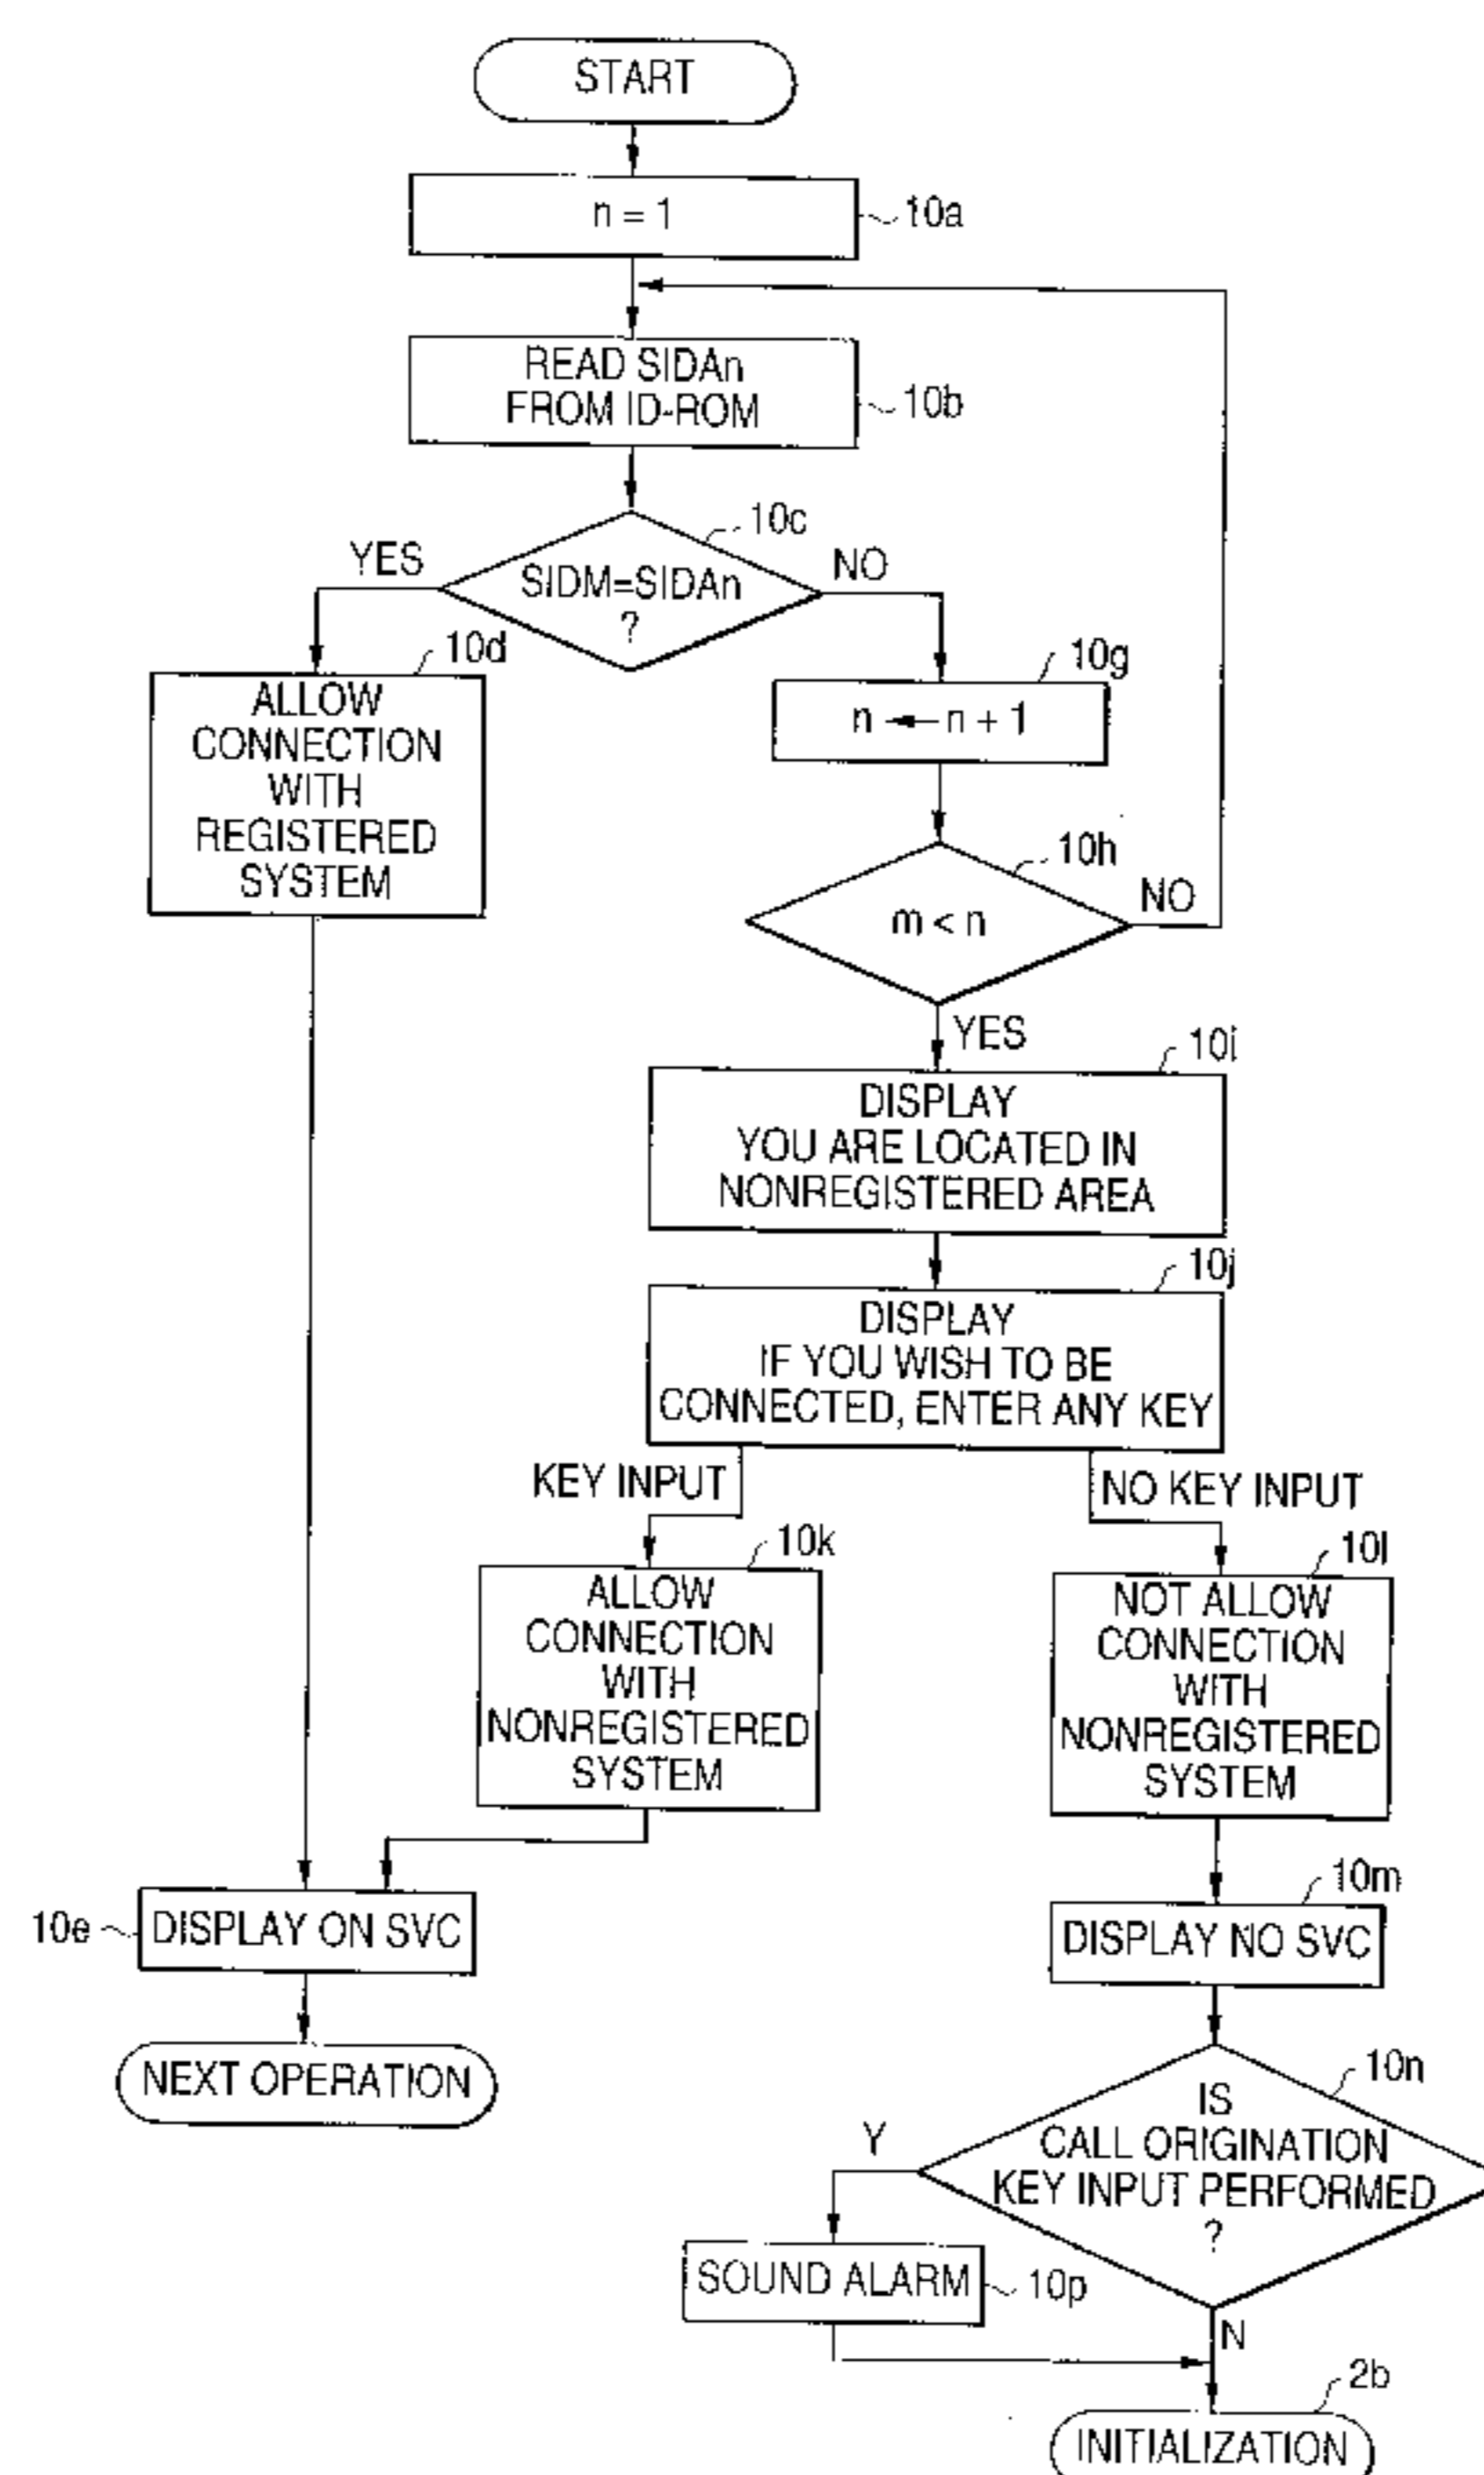 START
n = 1
10a
READ SIDAn
FROM ID-ROM
10b
10c
YES
SIDM=SIDAn
?
NO
10d
ALLOW
CONNECTION
WITH
REGISTERED
SYSTEM
10g
n ← n + 1
10h
m < n
NO
YES
10i
DISPLAY
YOU ARE LOCATED IN
NONREGISTERED AREA
10j
DISPLAY
IF YOU WISH TO BE
CONNECTED, ENTER ANY KEY
KEY INPUT
NO KEY INPUT
10k
ALLOW
CONNECTION
WITH
NONREGISTERED
SYSTEM
10l
NOT ALLOW
CONNECTION
WITH
NONREGISTERED
SYSTEM
10e
DISPLAY ON SVC
10m
DISPLAY NO SVC
NEXT OPERATION
10n
IS
CALL ORIGINATION
KEY INPUT PERFORMED
?
Y
SOUND ALARM
10p
N
2b
INITIALIZATION